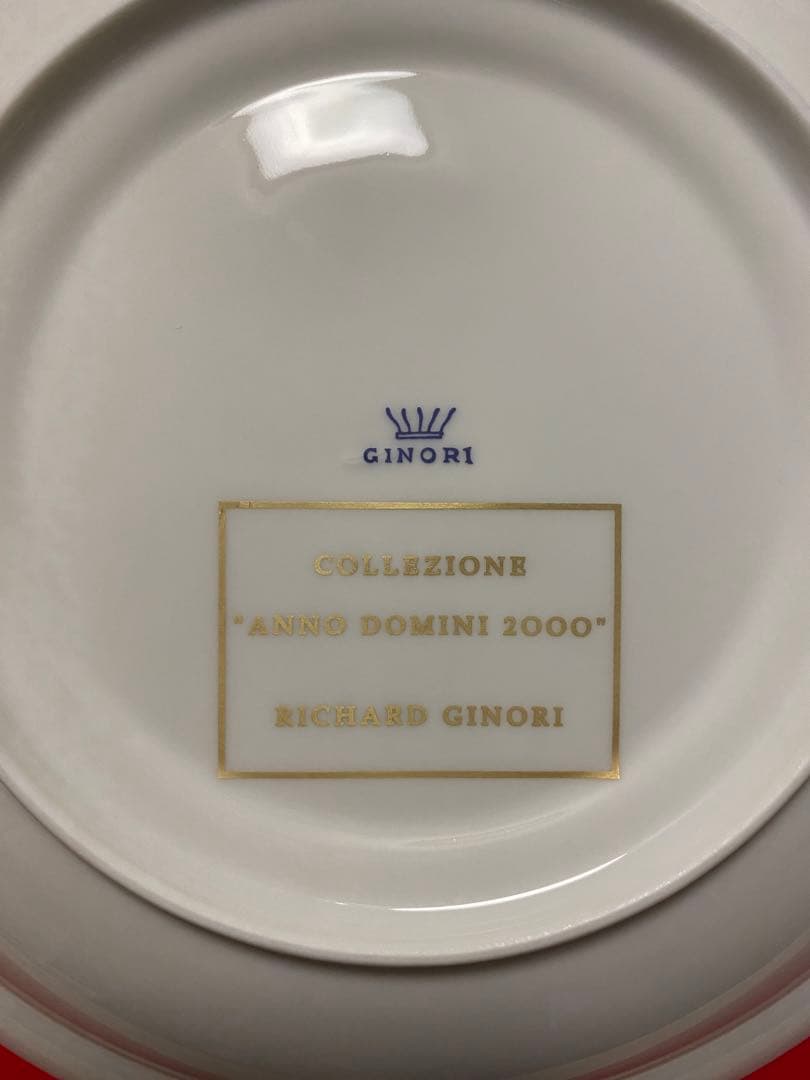 GINORI
COLLEZIONE
"ANNO DOMINI 2000"
RICHARD GINORI